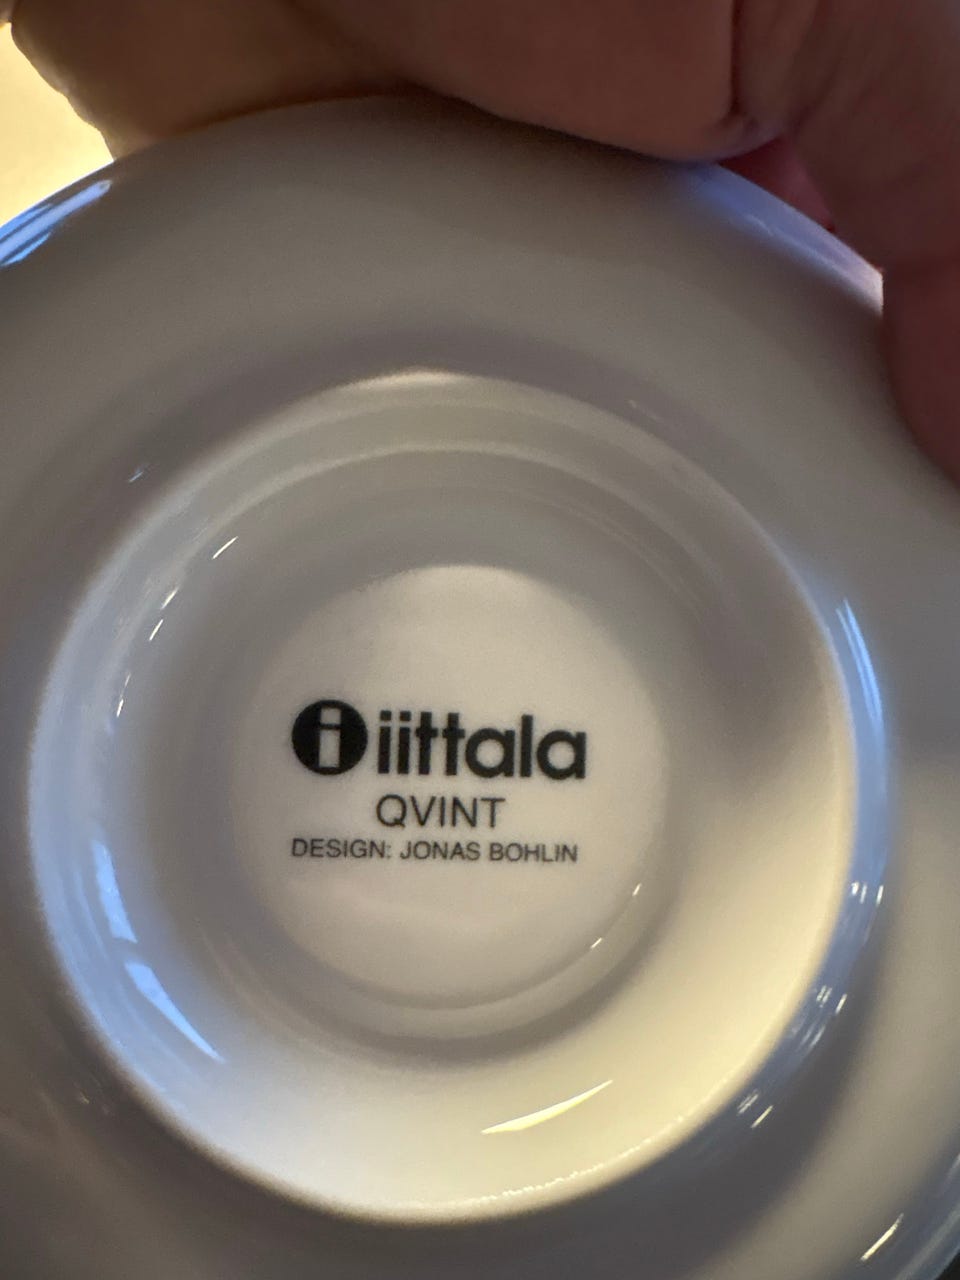 i iittala
QVINT
DESIGN: JONAS BOHLIN